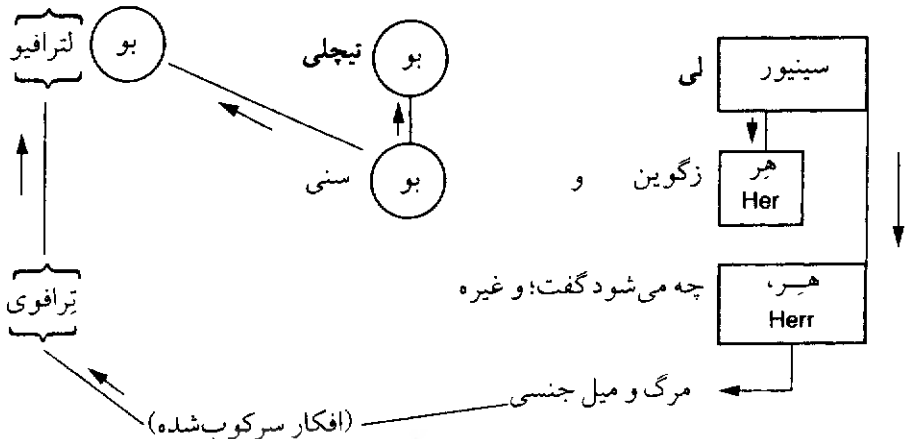 سینیور لی بو تیچلی بو لترافیو
هِر زگوین و بو سنی
Her
هـِر، چه می‌شود گفت؛ و غیره تِرافوی
Herr
مرگ و میل جنسی
(افکار سرکوب‌شده)